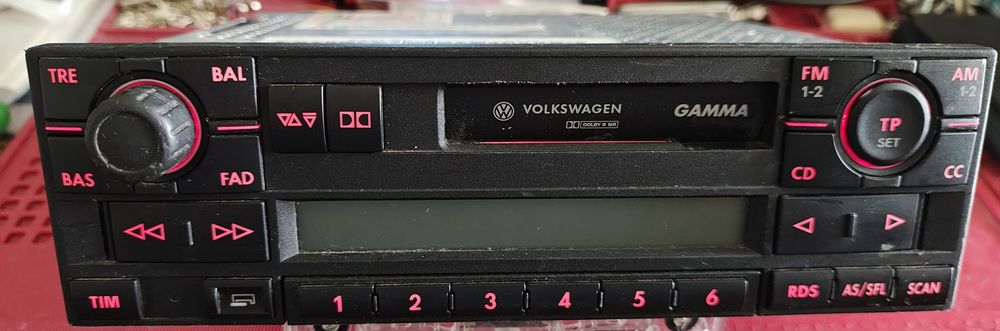 TRE
BAL
BAS
FAD
VOLKSWAGEN
GAMMA
DOLBY B NR
FM
1-2
AM
1-2
TP
SET
CD
CC
TIM
1
2
3
4
5
6
RDS
AS/SFL
SCAN